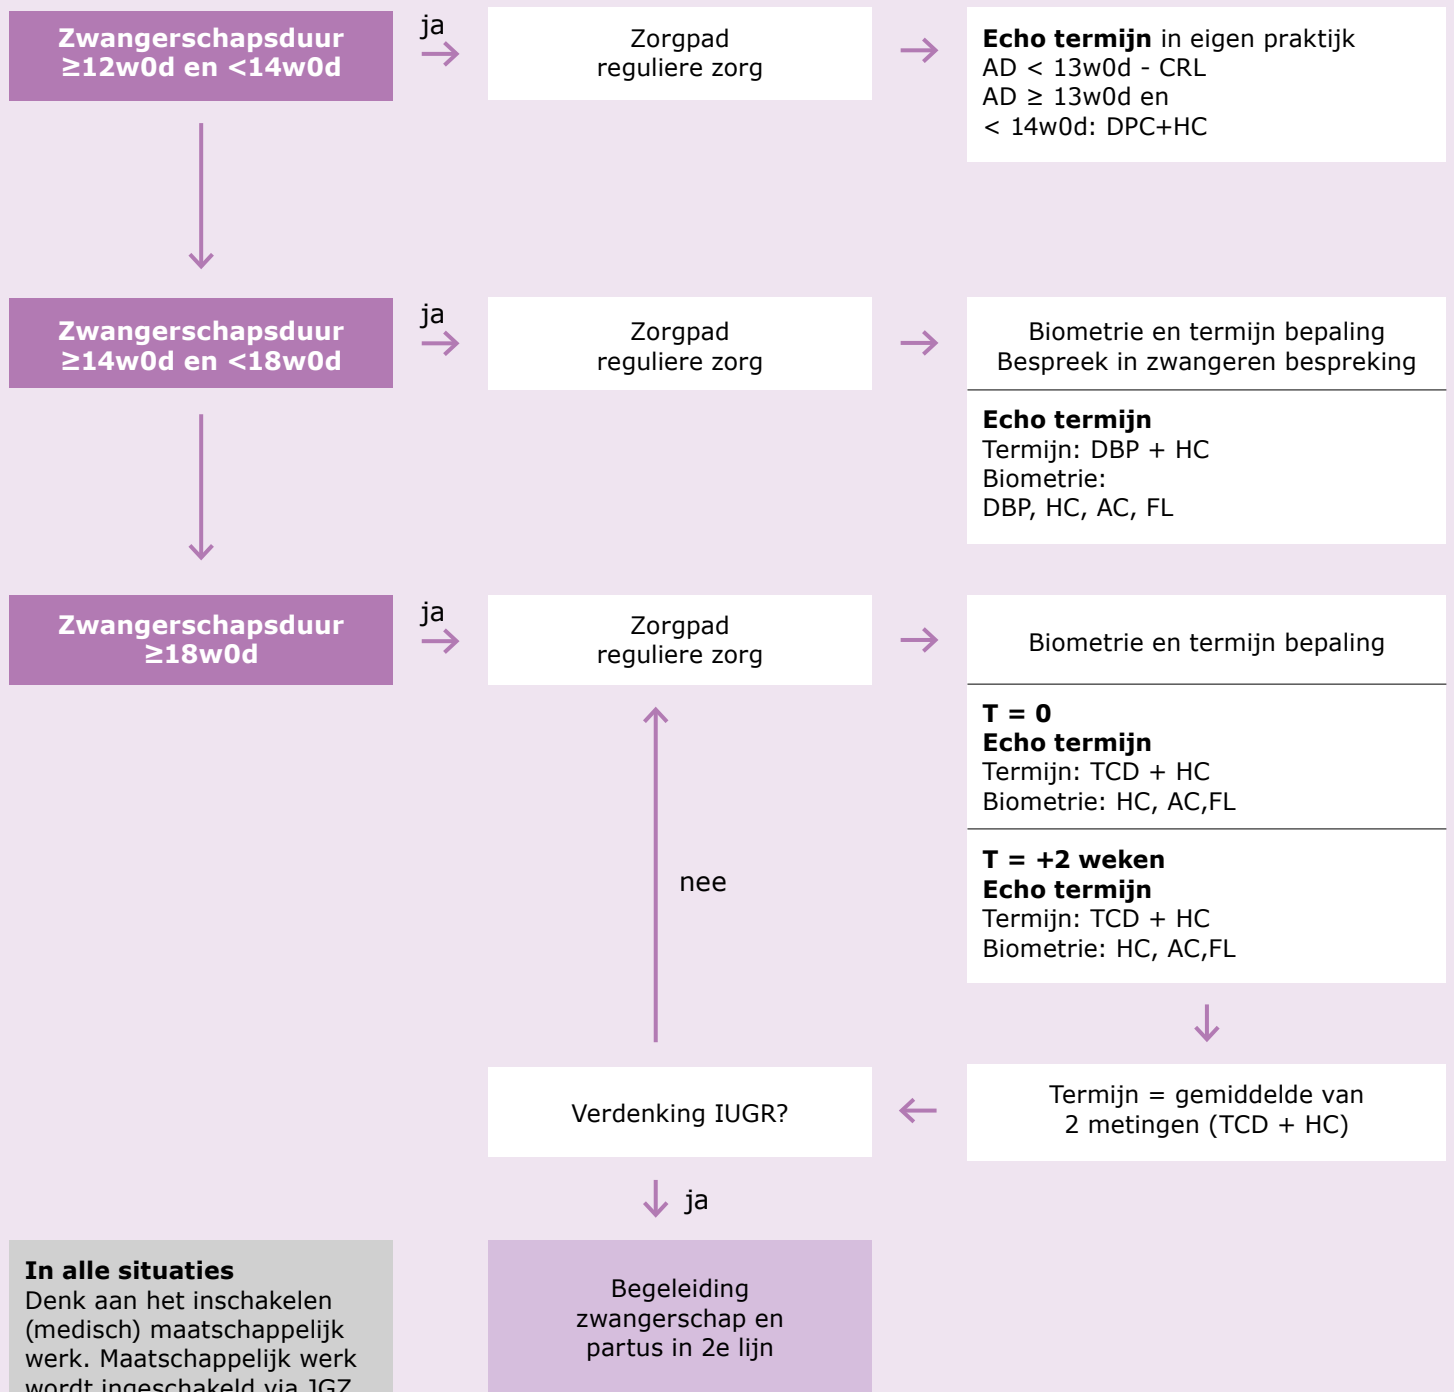 Zwangerschapsduur
≥12w0d en <14w0d
ja
Zorgpad
reguliere zorg
Echo termijn in eigen praktijk
AD < 13w0d - CRL
AD ≥ 13w0d en
< 14w0d: DPC+HC
Zwangerschapsduur
≥14w0d en <18w0d
ja
Zorgpad
reguliere zorg
Biometrie en termijn bepaling
Bespreek in zwangeren bespreking
Echo termijn
Termijn: DBP + HC
Biometrie:
DBP, HC, AC, FL
Zwangerschapsduur
≥18w0d
ja
Zorgpad
reguliere zorg
Biometrie en termijn bepaling
T = 0
Echo termijn
Termijn: TCD + HC
Biometrie: HC, AC,FL
T = +2 weken
Echo termijn
Termijn: TCD + HC
Biometrie: HC, AC,FL
nee
Termijn = gemiddelde van
2 metingen (TCD + HC)
Verdenking IUGR?
ja
Begeleiding
zwangerschap en
partus in 2e lijn
In alle situaties
Denk aan het inschakelen
(medisch) maatschappelijk
werk. Maatschappelijk werk
wordt ingeschakeld via JGZ